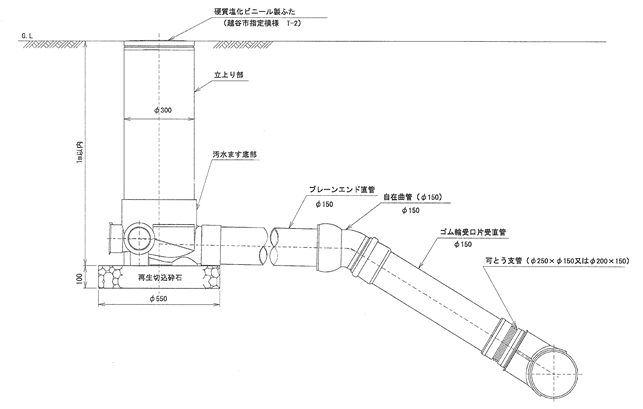 硬質塩化ビニール製ふた
(越谷市指定模様 T-2)
G.L
立上り部
φ300
1m以内
汚水ます底部
プレーンエンド直管
φ150
自在曲管(φ150)
φ150
ゴム輪受口片受直管
φ150
可とう支管(φ250×φ150又はφ200×150)
再生切込砕石
100
φ550